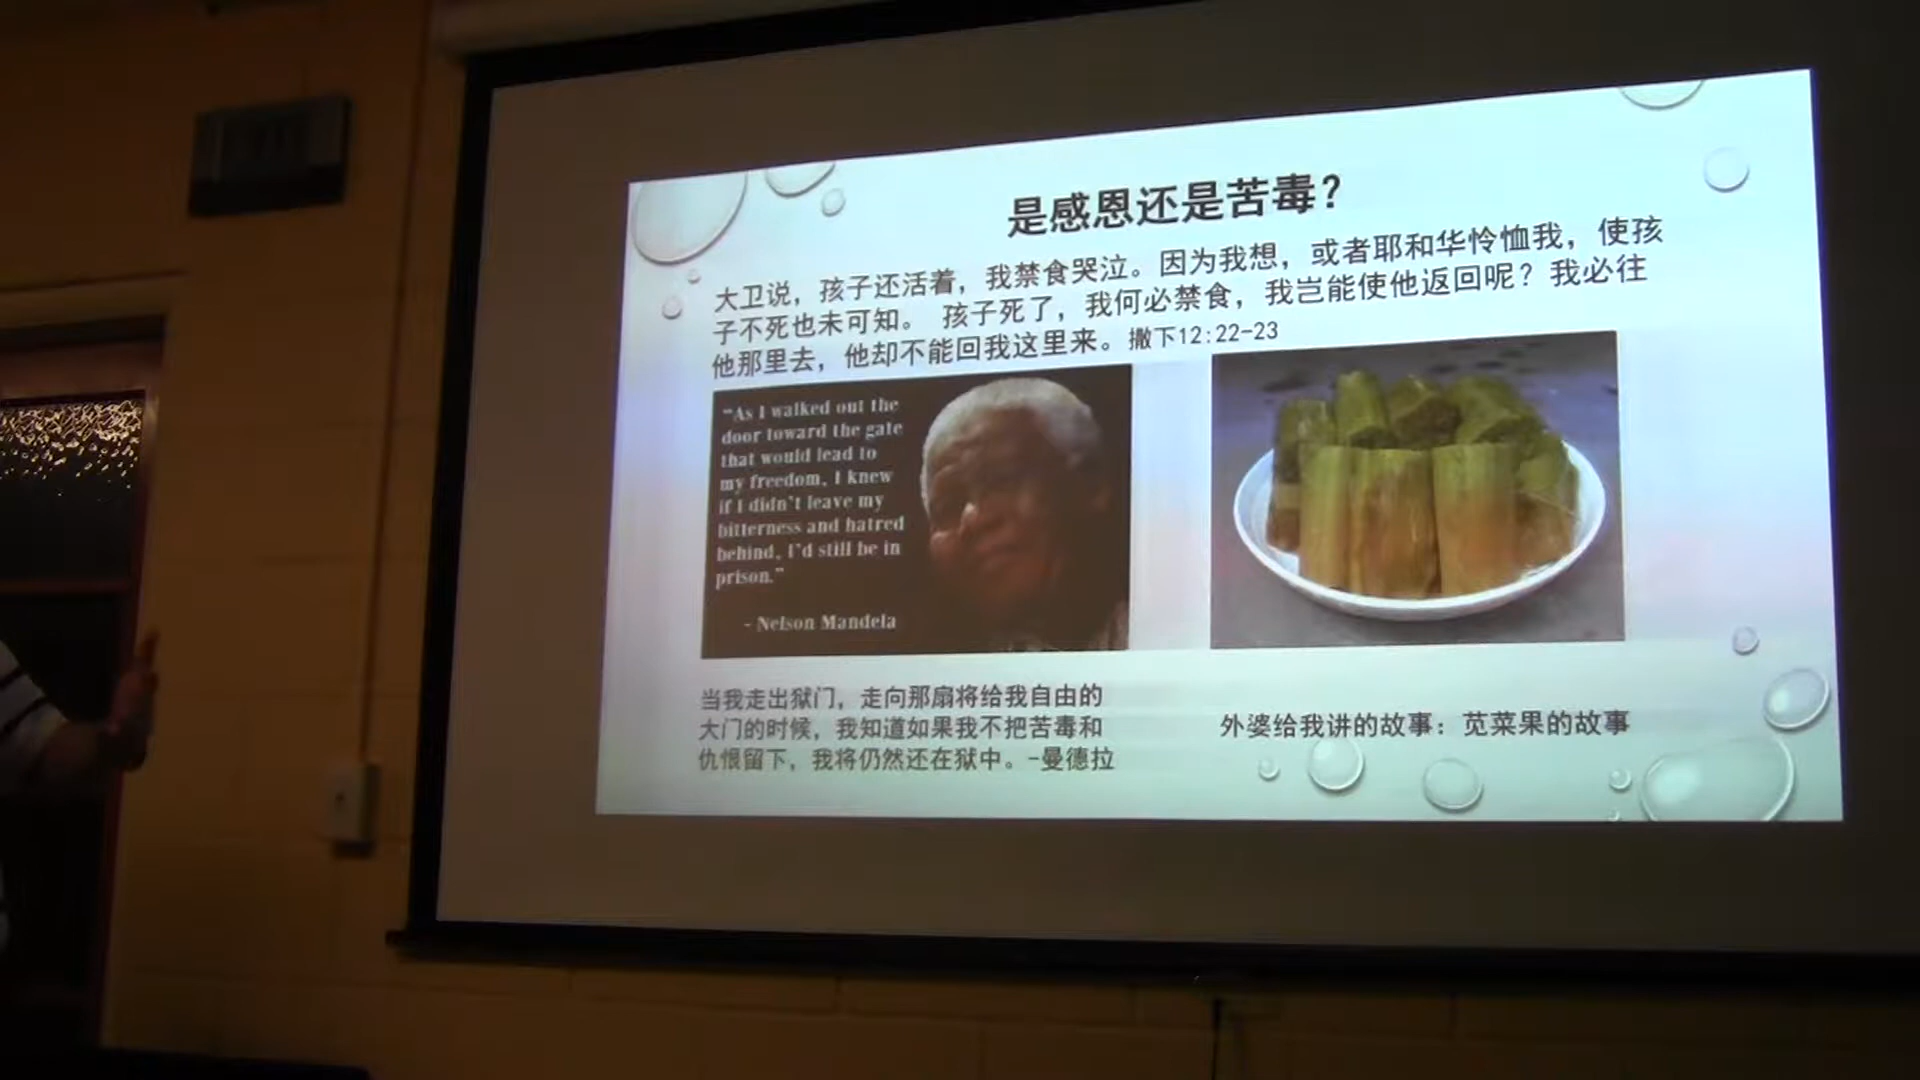 是感恩还是苦毒？
大卫说，孩子还活着，我禁食哭泣。因为我想，或者耶和华怜恤我，使孩
子不死也未可知。 孩子死了，我何必禁食，我岂能使他返回呢？我必往
他那里去，他却不能回我这里来。撒下12:22-23
"As I walked out the
door toward the gate
that would lead to
my freedom, I knew
if I didn't leave my
bitterness and hatred
behind, I'd still be in
prison."
- Nelson Mandela
当我走出狱门，走向那扇将给我自由的
大门的时候，我知道如果我不把苦毒和
仇恨留下，我将仍然还在狱中。-曼德拉
外婆给我讲的故事：苋菜果的故事